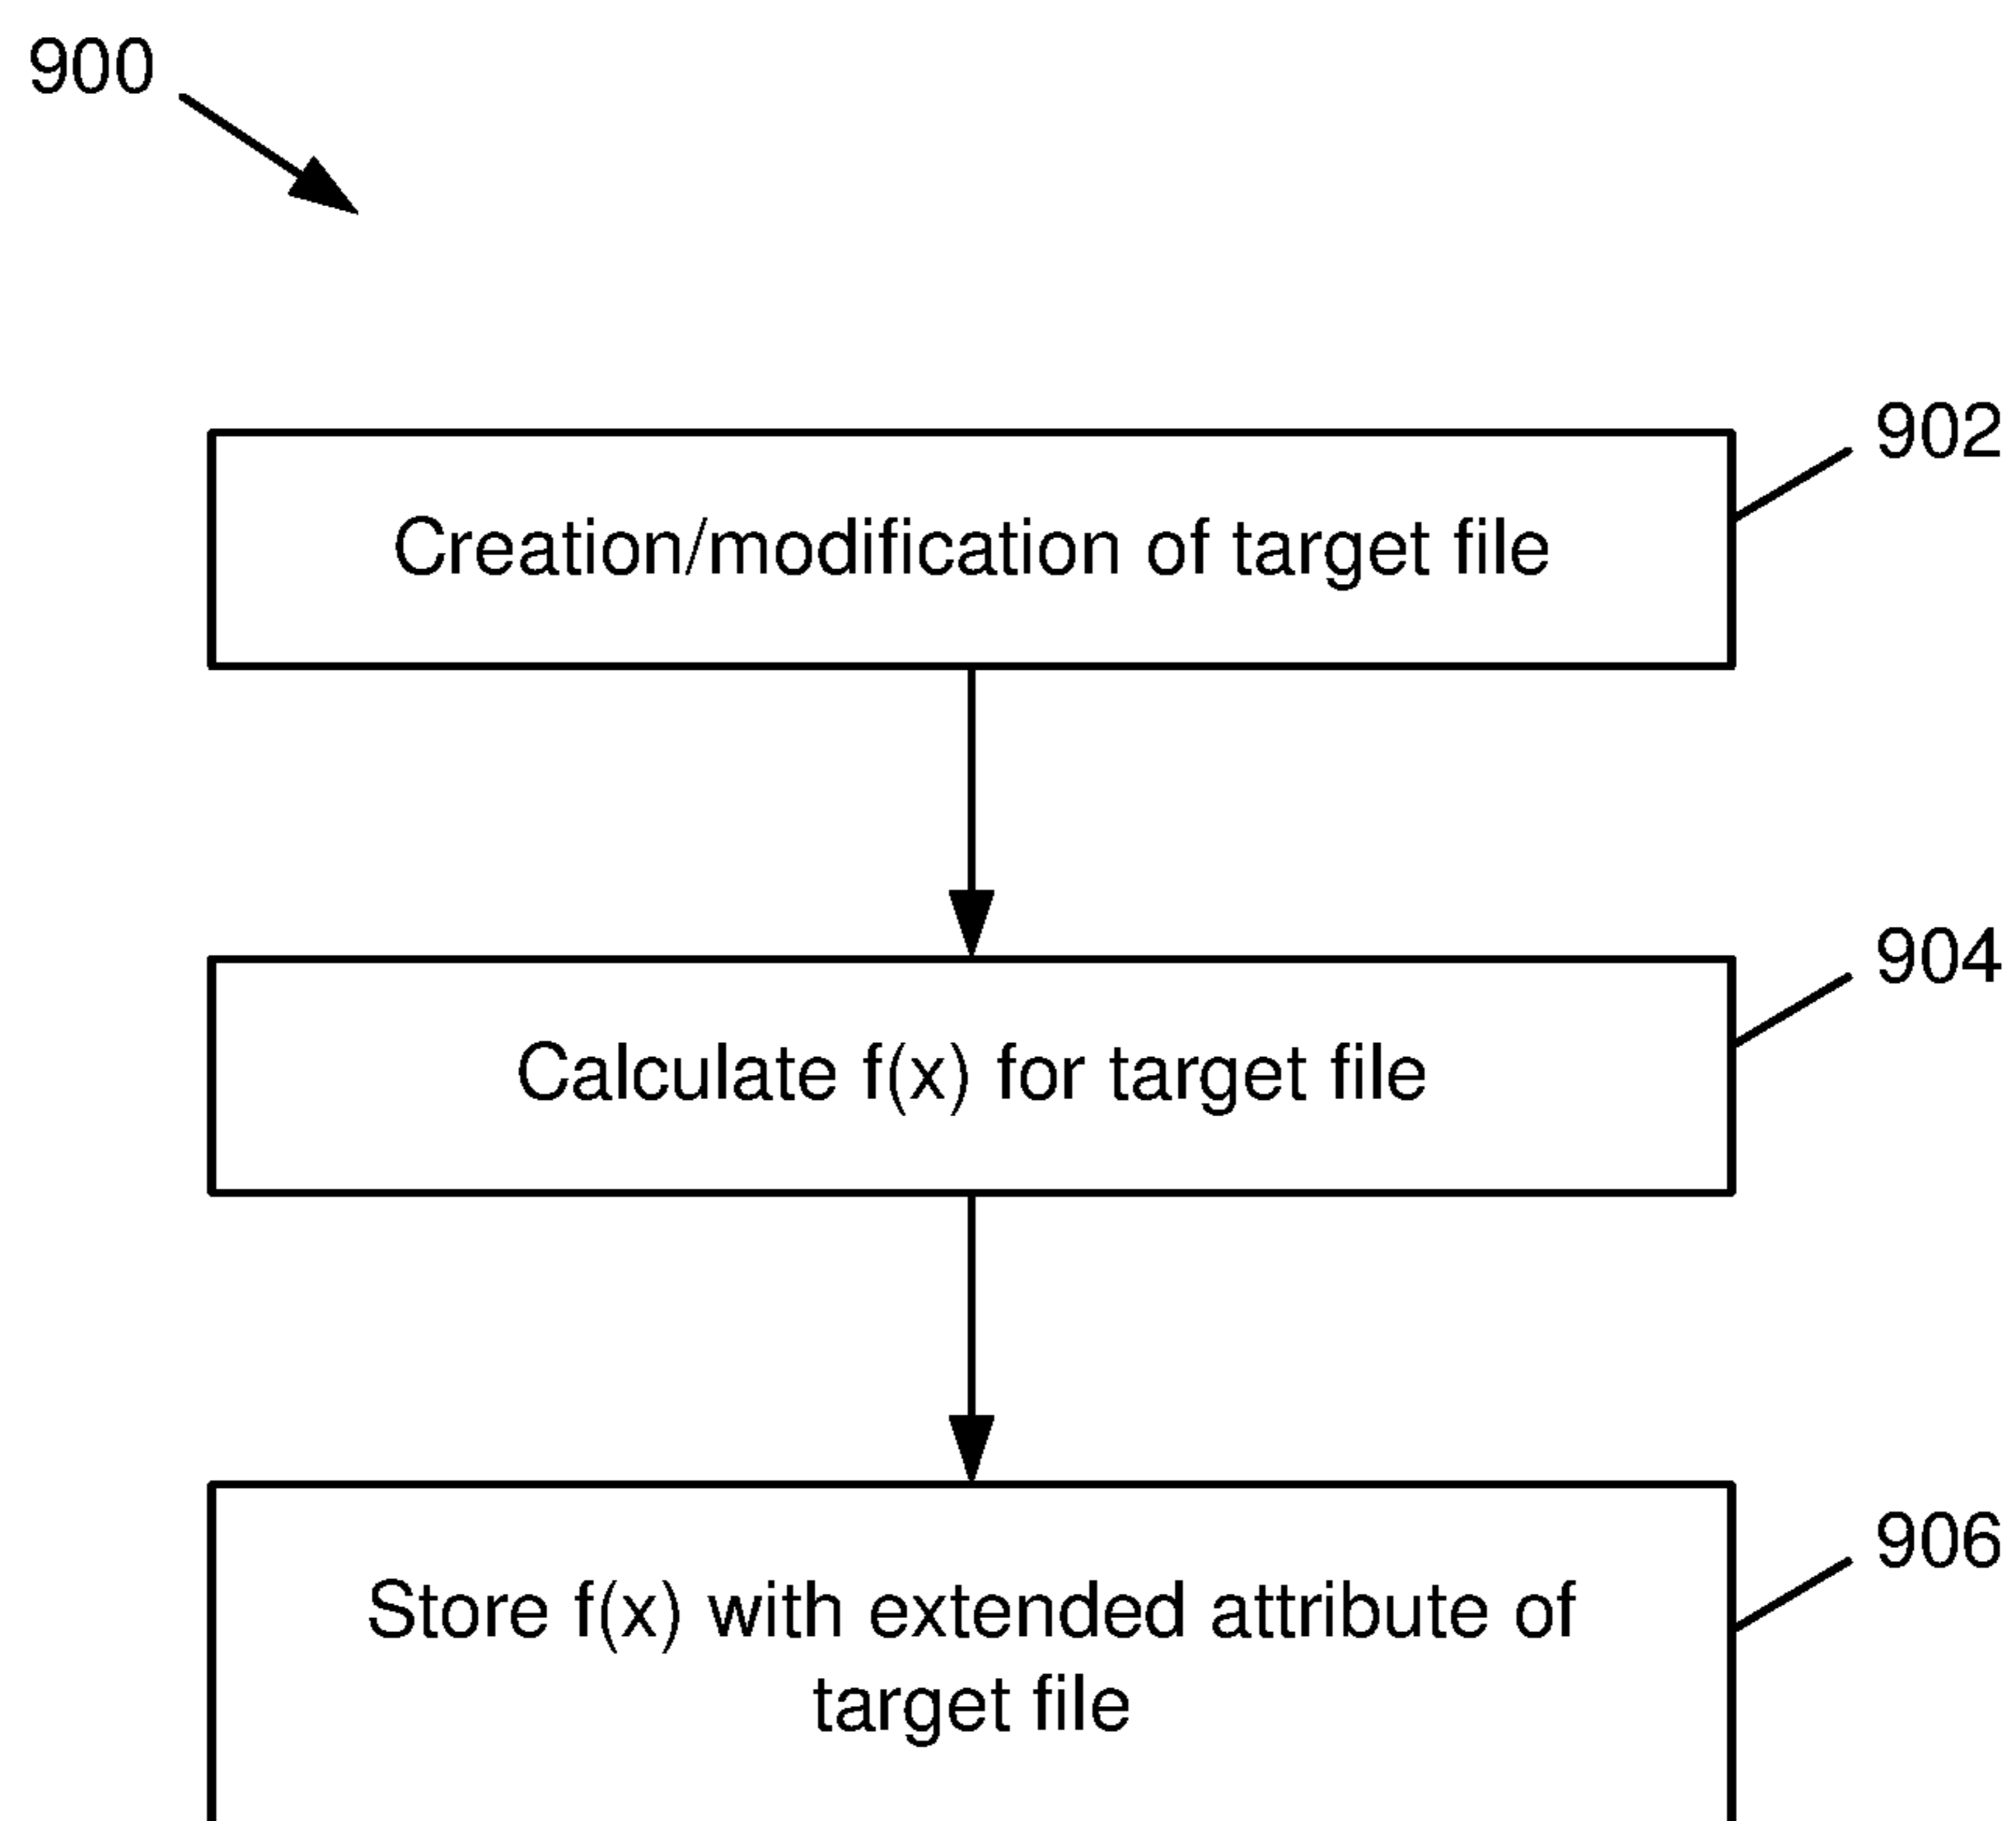 900
902
Creation/modification of target file
904
Calculate f(x) for target file
906
Store f(x) with extended attribute of
target file